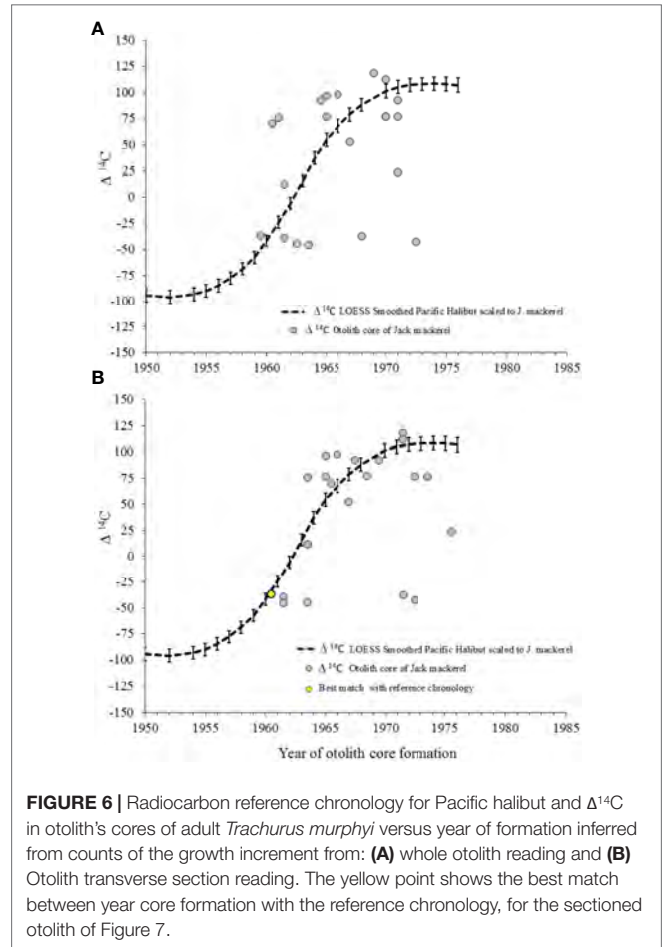 A
150
125
100
75
50
25
0
-25
-50
-75
-100
-125
-150
Δ ¹⁴C
Δ ¹⁴C LOESS Smoothed Pacific Halibut scaled to J. mackerel
Δ ¹⁴C Otolith core of Jack mackerel
1950 1955 1960 1965 1970 1975 1980 1985
B
150
125
100
75
50
25
0
-25
-50
-75
-100
-125
-150
Δ ¹⁴C
Δ ¹⁴C LOESS Smoothed Pacific Halibut scaled to J. mackerel
Δ ¹⁴C Otolith core of Jack mackerel
Best match with reference chronology
1950 1955 1960 1965 1970 1975 1980 1985
Year of otolith core formation
FIGURE 6 | Radiocarbon reference chronology for Pacific halibut and Δ¹⁴C
in otolith's cores of adult Trachurus murphyi versus year of formation inferred
from counts of the growth increment from: (A) whole otolith reading and (B)
Otolith transverse section reading. The yellow point shows the best match
between year core formation with the reference chronology, for the sectioned
otolith of Figure 7.